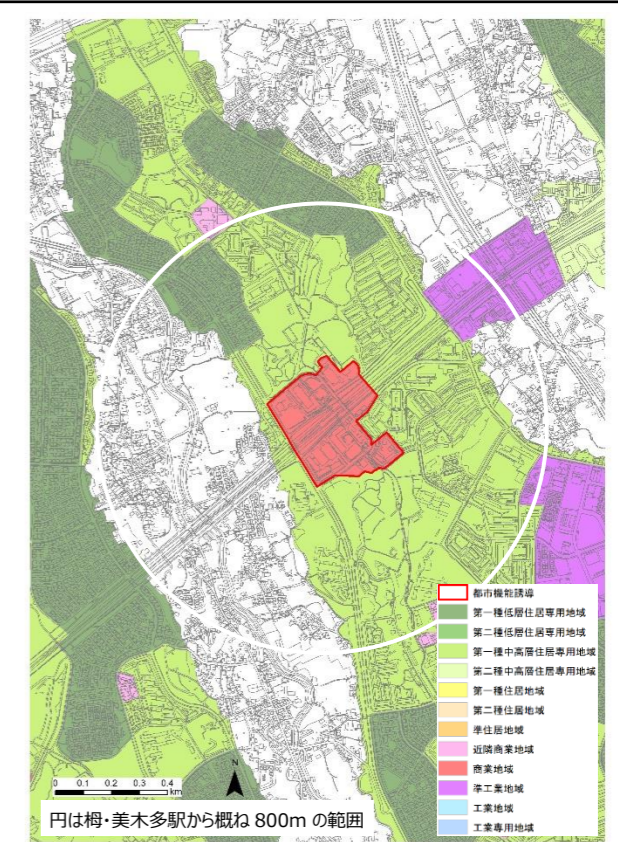 都市機能誘導
第一種低層住居専用地域
第二種低層住居専用地域
第一種中高層住居専用地域
第二種中高層住居専用地域
第一種住居地域
第二種住居地域
準住居地域
近隣商業地域
商業地域
準工業地域
工業地域
工業専用地域
N
0 0.1 0.2 0.3 0.4
km
円は栂・美木多駅から概ね 800m の範囲